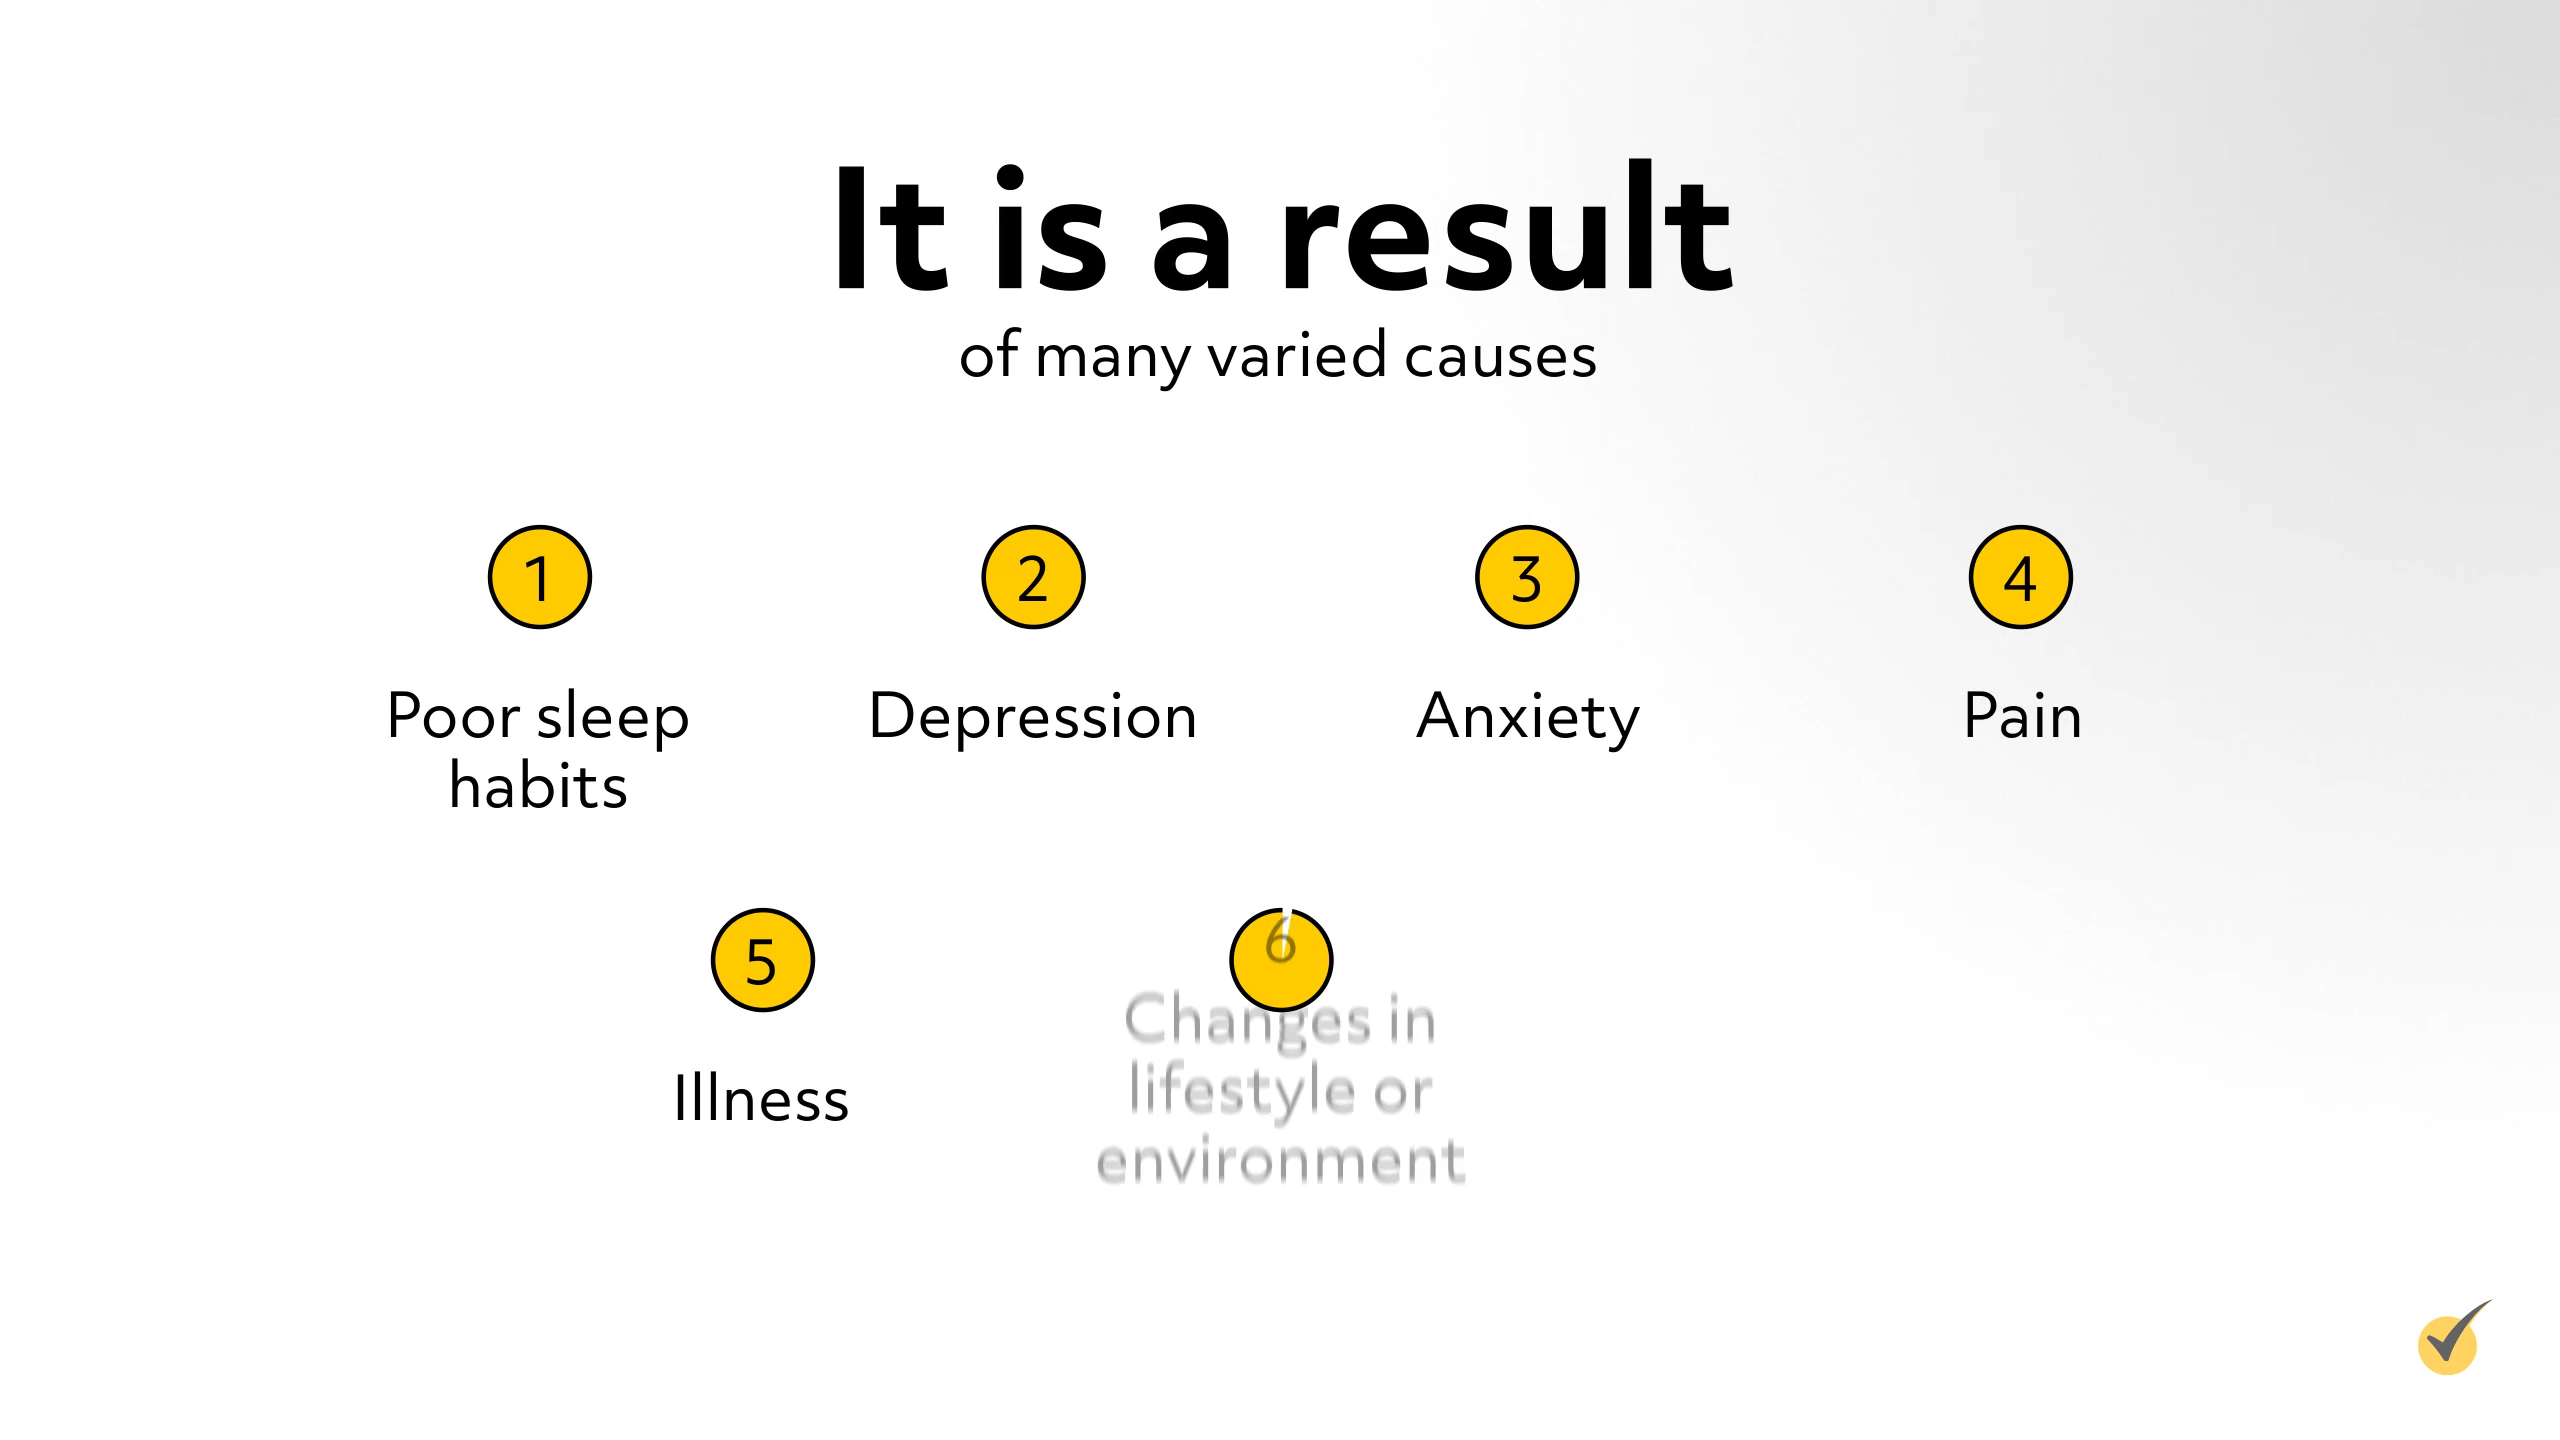 It is a result
of many varied causes
1
2
3
4
Poor sleep
habits
Depression
Anxiety
Pain
5
6
Illness
Changes in
lifestyle or
environment